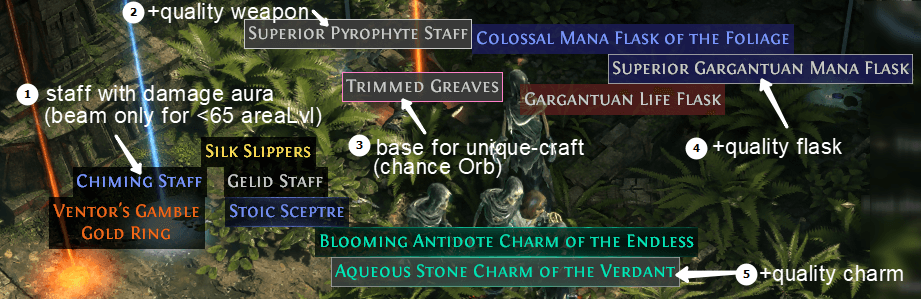 2 +quality weapon
SUPERIOR PYROPHYTE STAFF
COLOSSAL MANA FLASK OF THE FOLIAGE
SUPERIOR GARGANTUAN MANA FLASK
1 staff with damage aura
(beam only for <65 areaLvl)
TRIMMED GREAVES
GARGANTUAN LIFE FLASK
3 base for unique-craft
(chance Orb)
4 +quality flask
SILK SLIPPERS
CHIMING STAFF
GELID STAFF
VENTOR'S GAMBLE
GOLD RING
STOIC SCEPTRE
BLOOMING ANTIDOTE CHARM OF THE ENDLESS
AQUEOUS STONE CHARM OF THE VERDANT
5 +quality charm